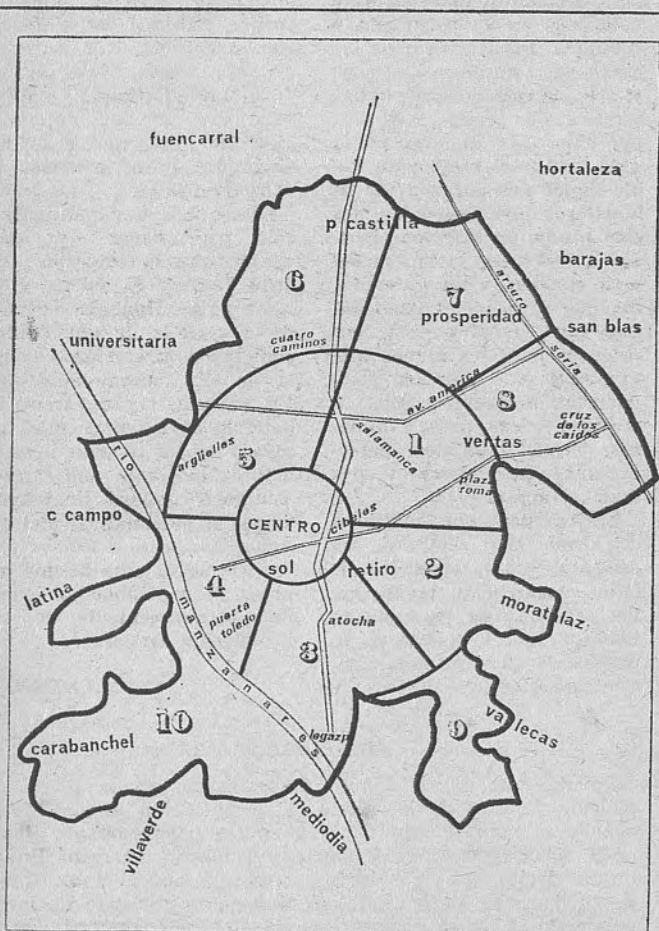 fuencarral
hortaleza
p castilla
barajas
6
7
arturo
prosperidad
san blas
universitaria
cuatro
caminos
soria
av. america
8
cruz
de los
caidos
salamanca
1
ventas
argüelles
5
plaza
roma
rio
c campo
CENTRO
cibeles
sol
retiro
2
latina
4
puerta
toledo
manzanares
atocha
moratalaz
3
vallecas
9
10
carabanchel
legazpi
villaverde
mediodia